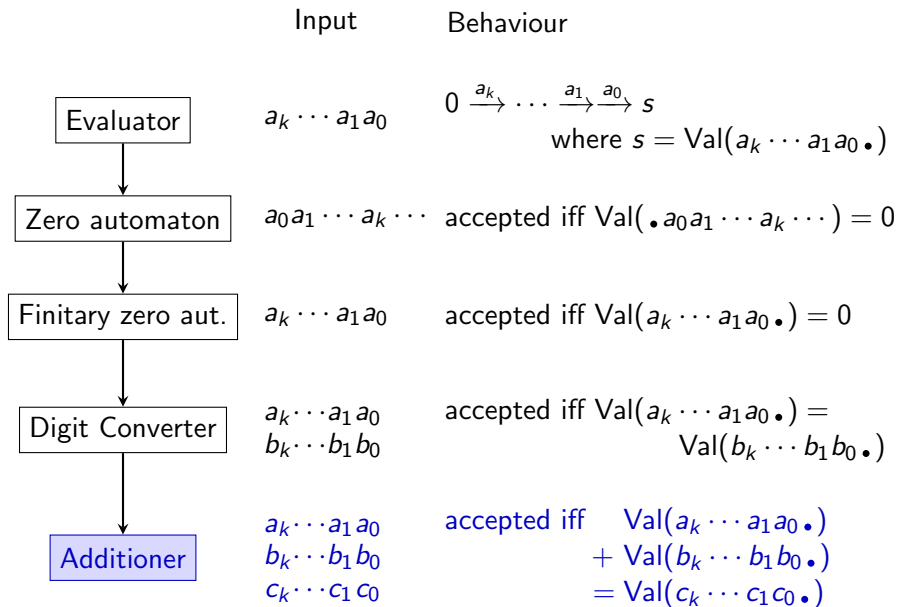 Input Behaviour
Evaluator
a_k ··· a_1 a_0
0 —a_k→ ··· —a_1→ —a_0→ s
where s = Val(a_k ··· a_1 a_0 •)
Zero automaton a_0 a_1 ··· a_k ··· accepted iff Val(• a_0 a_1 ··· a_k ···) = 0
Finitary zero aut. a_k ··· a_1 a_0 accepted iff Val(a_k ··· a_1 a_0 •) = 0
Digit Converter
a_k ··· a_1 a_0 accepted iff Val(a_k ··· a_1 a_0 •) =
b_k ··· b_1 b_0 Val(b_k ··· b_1 b_0 •)
Additioner
a_k ··· a_1 a_0 accepted iff Val(a_k ··· a_1 a_0 •)
b_k ··· b_1 b_0 + Val(b_k ··· b_1 b_0 •)
c_k ··· c_1 c_0 = Val(c_k ··· c_1 c_0 •)